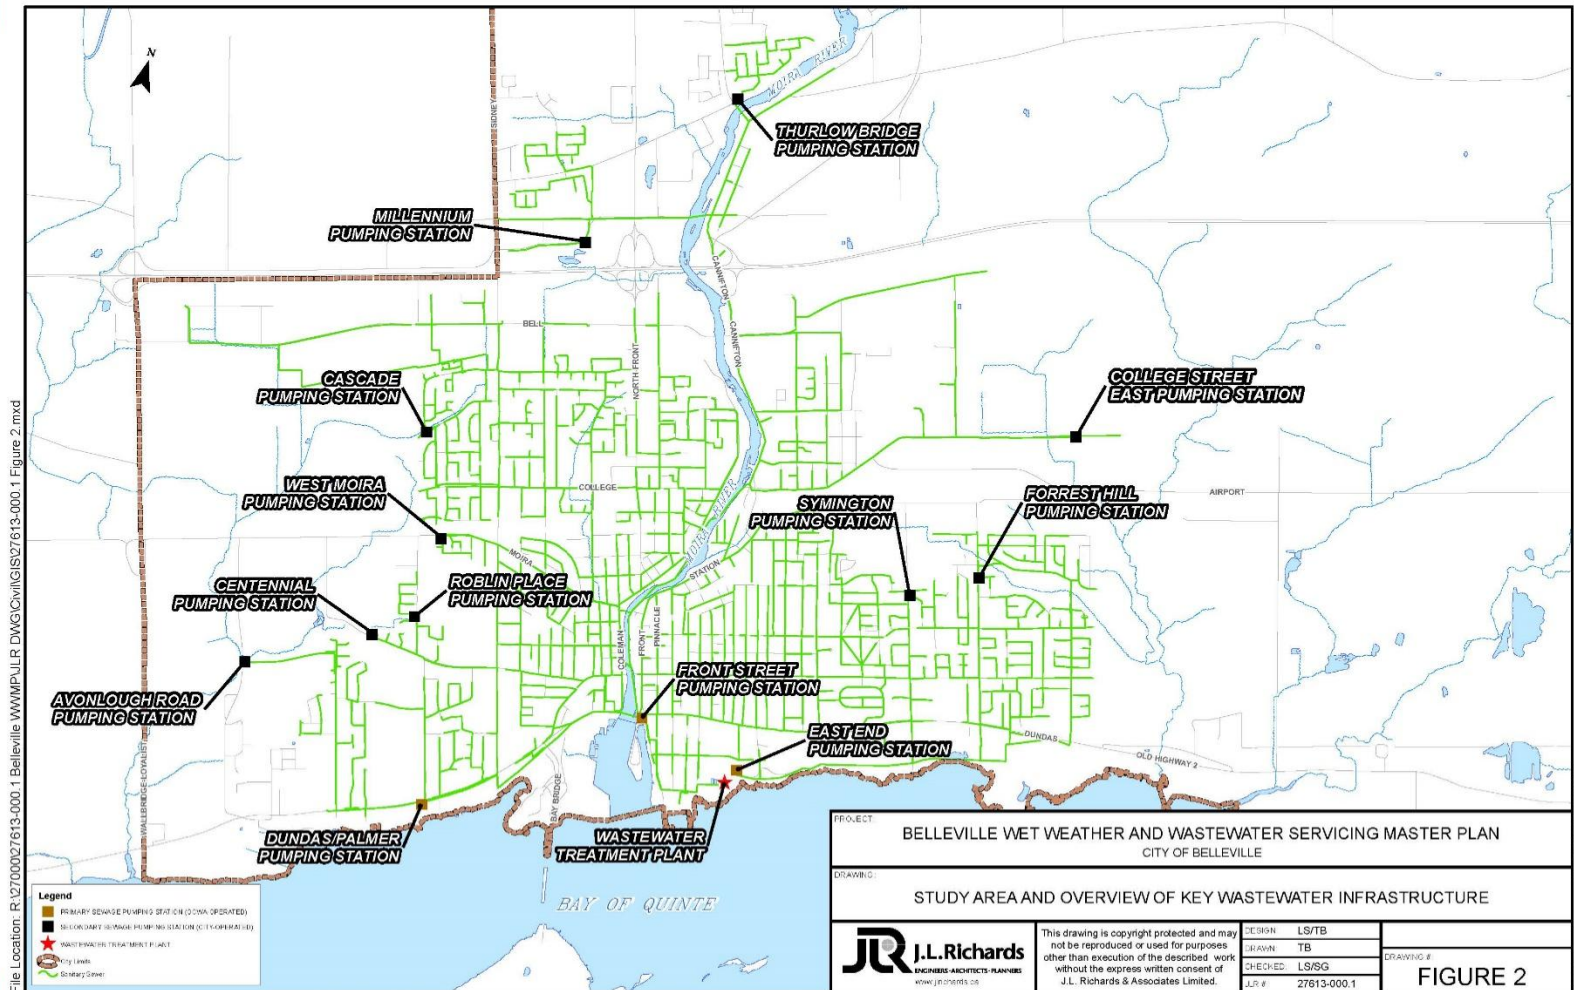 File Location: R:\27000\27613-000.1 Belleville WWMP\JLR DWG\Civil\GIS\27613-000.1 Figure 2.mxd
N
SIDNEY
MOIRA RIVER
THURLOW BRIDGE
PUMPING STATION
MILLENNIUM
PUMPING STATION
CANNIFTON
CANNIFTON
BELL
NORTH FRONT
CASCADE
PUMPING STATION
COLLEGE STREET
EAST PUMPING STATION
WEST MOIRA
PUMPING STATION
COLLEGE
MOIRA RIVER
AIRPORT
SYMINGTON
PUMPING STATION
FORREST HILL
PUMPING STATION
MOIRA
STATION
CENTENNIAL
PUMPING STATION
ROBLIN PLACE
PUMPING STATION
COLEMAN
FRONT
PINNACLE
AVONLOUGH ROAD
PUMPING STATION
FRONT STREET
PUMPING STATION
EAST END
PUMPING STATION
DUNDAS
OLD HIGHWAY 2
WALLBRIDGE-LOYALIST
BAY BRIDGE
DUNDAS/PALMER
PUMPING STATION
WASTEWATER
TREATMENT PLANT
BAY OF QUINTE
Legend
PRIMARY SEWAGE PUMPING STATION (OCWA OPERATED)
SECONDARY SEWAGE PUMPING STATION (CITY-OPERATED)
WASTEWATER TREATMENT PLANT
City Limits
Sanitary Sewer
PROJECT:
BELLEVILLE WET WEATHER AND WASTEWATER SERVICING MASTER PLAN
CITY OF BELLEVILLE
DRAWING:
STUDY AREA AND OVERVIEW OF KEY WASTEWATER INFRASTRUCTURE
JLR J.L.Richards
ENGINEERS·ARCHITECTS·PLANNERS
www.jlrichards.ca
This drawing is copyright protected and may
not be reproduced or used for purposes
other than execution of the described work
without the express written consent of
J.L. Richards & Associates Limited.
DESIGN: LS/TB
DRAWN: TB
CHECKED: LS/SG
JLR #: 27613-000.1
DRAWING #:
FIGURE 2